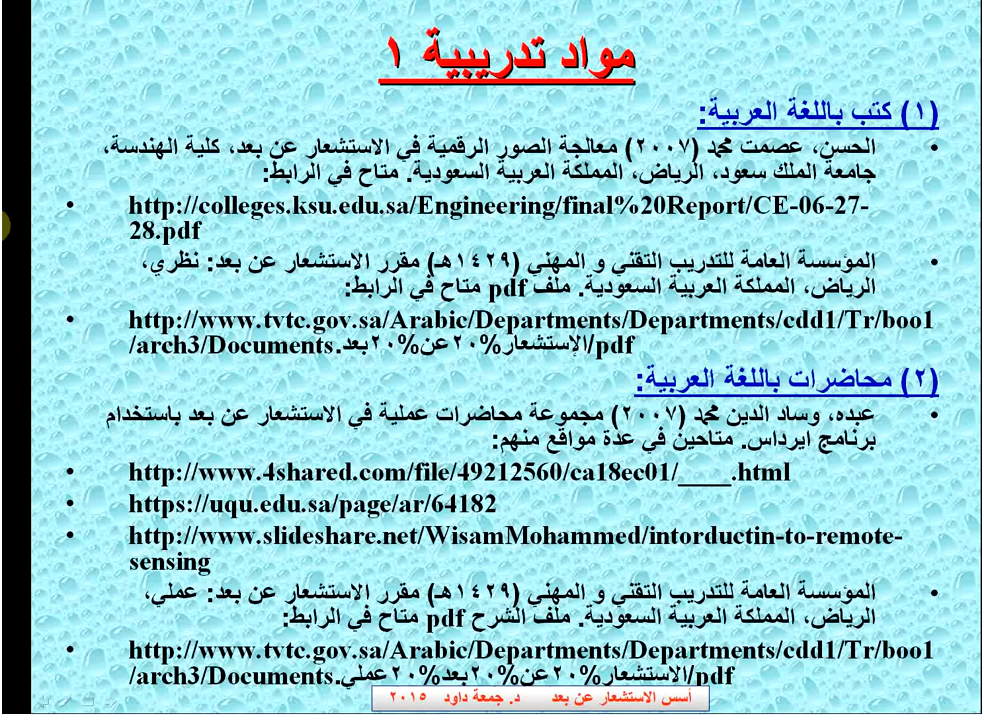 مواد تدريبية ١
(١) كتب باللغة العربية:
• الحسن، عصمت محمد (٢٠٠٧) معالجة الصور الرقمية في الاستشعار عن بعد، كلية الهندسة،
جامعة الملك سعود، الرياض، المملكة العربية السعودية. متاح في الرابط:
• http://colleges.ksu.edu.sa/Engineering/final%20Report/CE-06-27-
28.pdf
• المؤسسة العامة للتدريب التقني و المهني (١٤٢٩هـ) مقرر الاستشعار عن بعد: نظري،
الرياض، المملكة العربية السعودية. ملف pdf متاح في الرابط:
• http://www.tvtc.gov.sa/Arabic/Departments/Departments/cdd1/Tr/boo1
/arch3/Documents/الإستشعار%٢٠عن%٢٠بعد.pdf
(٢) محاضرات باللغة العربية:
• عبده، وساد الدين محمد (٢٠٠٧) مجموعة محاضرات عملية في الاستشعار عن بعد باستخدام
برنامج ايرداس. متاحين في عدة مواقع منهم:
• http://www.4shared.com/file/49212560/ca18ec01/____.html
• https://uqu.edu.sa/page/ar/64182
• http://www.slideshare.net/WisamMohammed/intorductin-to-remote-
sensing
• المؤسسة العامة للتدريب التقني و المهني (١٤٢٩هـ) مقرر الاستشعار عن بعد: عملي،
الرياض، المملكة العربية السعودية. ملف الشرح pdf متاح في الرابط:
• http://www.tvtc.gov.sa/Arabic/Departments/Departments/cdd1/Tr/boo1
/arch3/Documents/الاستشعار%٢٠عن%٢٠بعد%٢٠عملي.pdf
أسس الاستشعار عن بعد د. جمعة داود ٢٠١٥